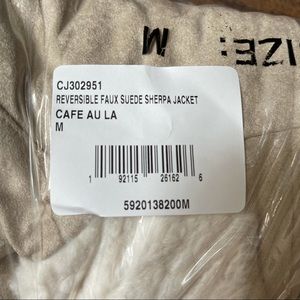 M
SIZE:
CJ302951
REVERSIBLE FAUX SUEDE SHERPA JACKET
CAFE AU LA
M
1 92115 26162 6
5920138200M